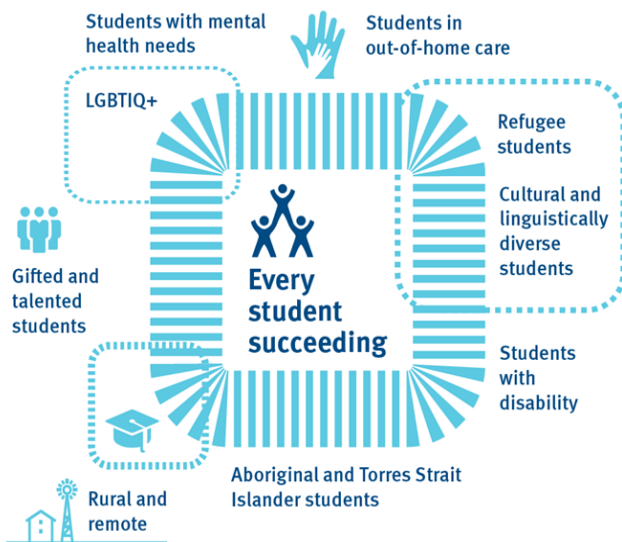 Students with mental
health needs
Students in
out-of-home care
LGBTIQ+
Refugee
students
Cultural and
linguistically
diverse
students
Every
student
succeeding
Gifted and
talented
students
Students
with
disability
Aboriginal and Torres Strait
Islander students
Rural and
remote